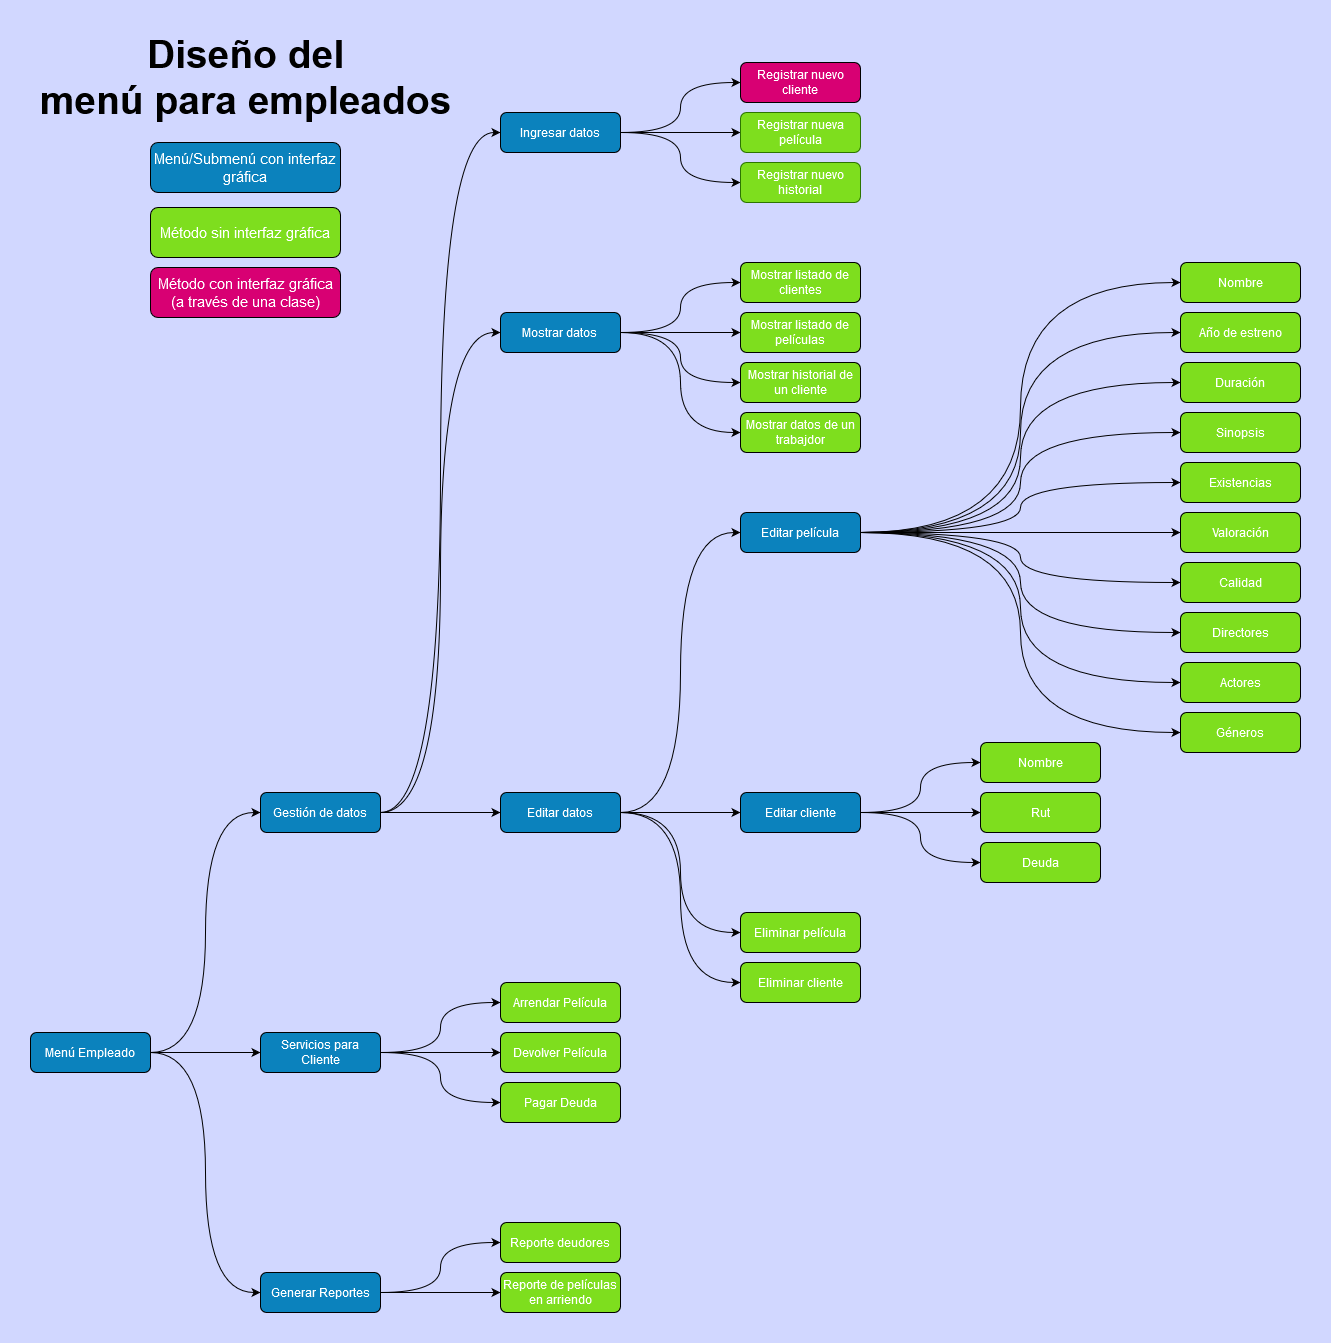 Diseño del
menú para empleados
Menú/Submenú con interfaz
gráfica
Método sin interfaz gráfica
Método con interfaz gráfica
(a través de una clase)
Menú Empleado
Gestión de datos
Ingresar datos
Registrar nuevo
cliente
Registrar nueva
película
Registrar nuevo
historial
Mostrar datos
Mostrar listado de
clientes
Mostrar listado de
películas
Mostrar historial de
un cliente
Mostrar datos de un
trabajdor
Editar datos
Editar película
Nombre
Año de estreno
Duración
Sinopsis
Existencias
Valoración
Calidad
Directores
Actores
Géneros
Editar cliente
Nombre
Rut
Deuda
Eliminar película
Eliminar cliente
Servicios para
Cliente
Arrendar Película
Devolver Película
Pagar Deuda
Generar Reportes
Reporte deudores
Reporte de películas
en arriendo